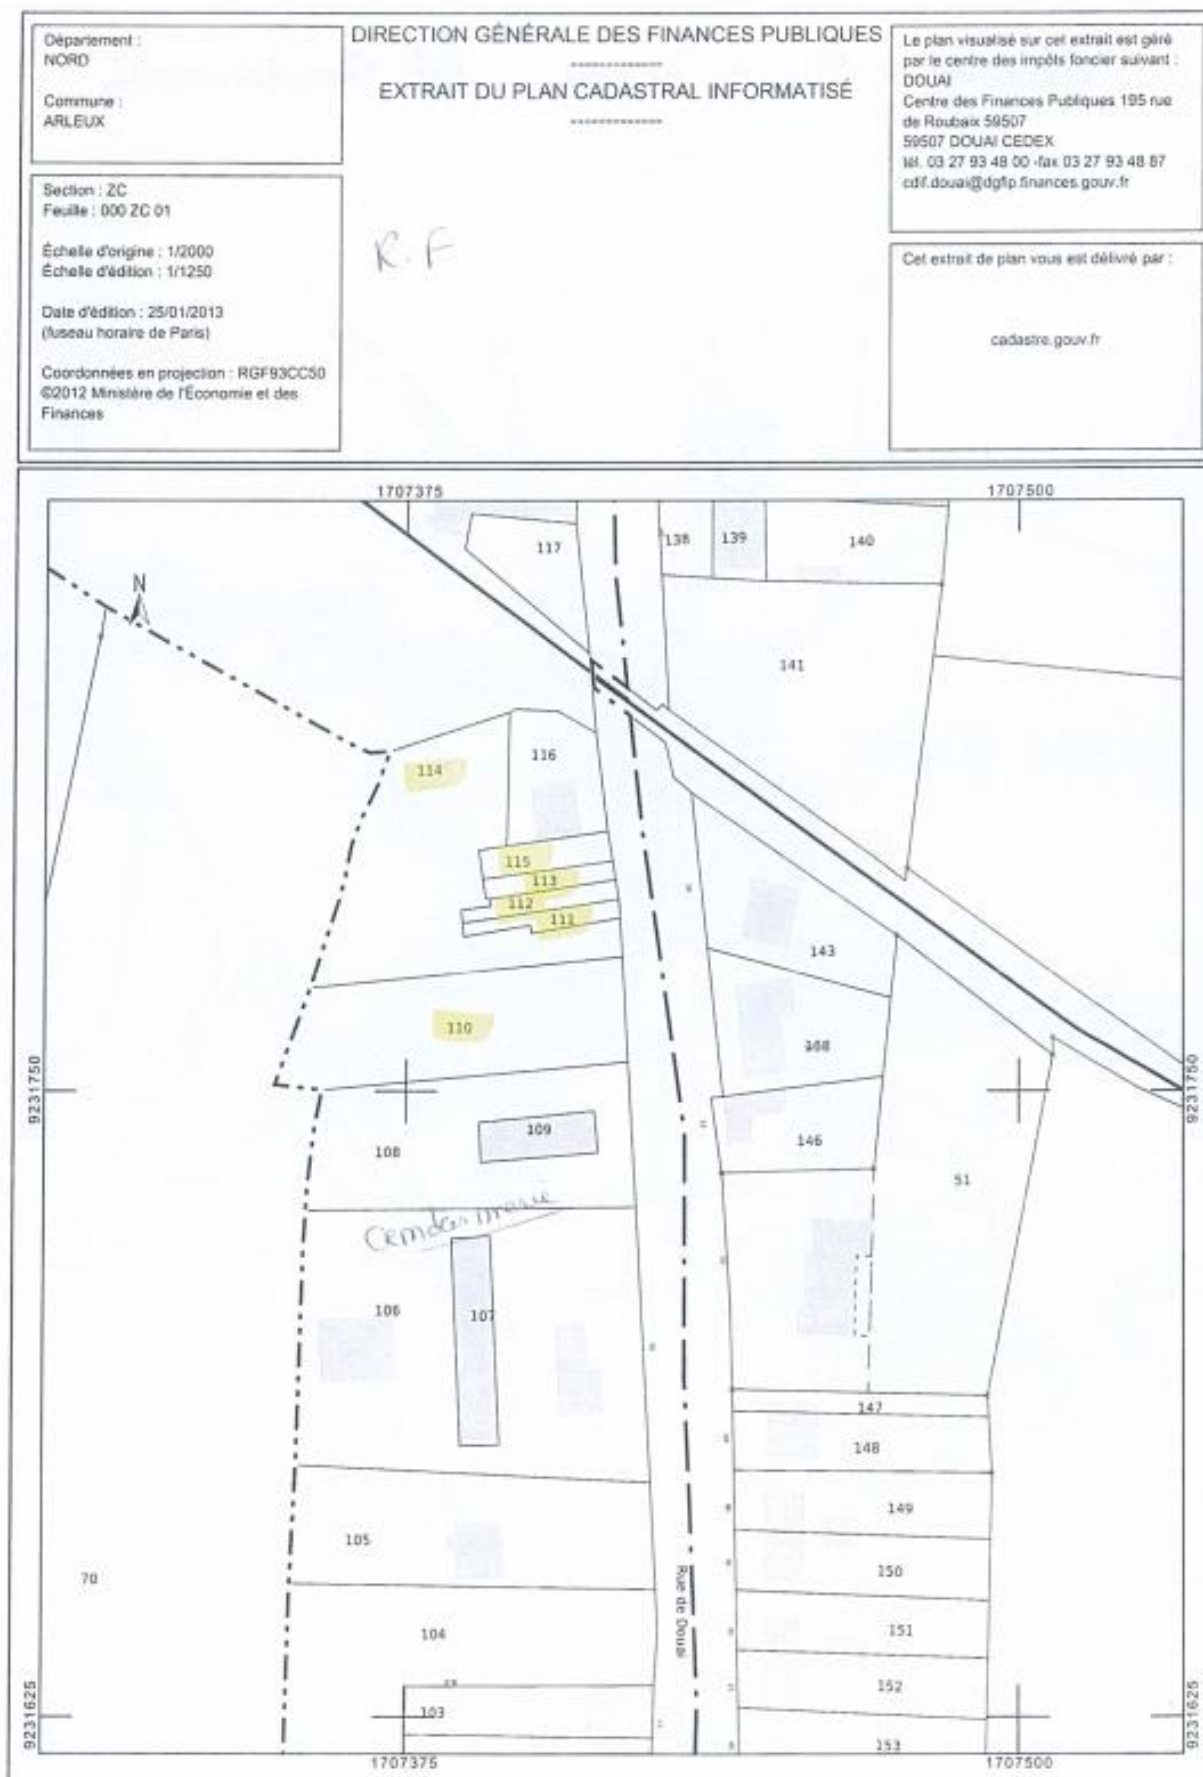 Département :
NORD
Commune :
ARLEUX
DIRECTION GÉNÉRALE DES FINANCES PUBLIQUES
-------------
EXTRAIT DU PLAN CADASTRAL INFORMATISÉ
-------------
Le plan visualisé sur cet extrait est géré
par le centre des impôts foncier suivant :
DOUAI
Centre des Finances Publiques 195 rue
de Roubaix 59507
59507 DOUAI CEDEX
tél. 03 27 93 48 00 -fax 03 27 93 48 87
cdif.douai@dgfip.finances.gouv.fr
Section : ZC
Feuille : 000 ZC 01
Échelle d'origine : 1/2000
Échelle d'édition : 1/1250
Date d'édition : 25/01/2013
(fuseau horaire de Paris)
Coordonnées en projection : RGF93CC50
©2012 Ministère de l'Économie et des
Finances
R.F
Cet extrait de plan vous est délivré par :
cadastre.gouv.fr
1707375
1707500
117
138
139
140
N
141
116
114
115
113
112
111
143
110
168
9231750
9231750
109
108
146
51
Gendarmerie
106
107
147
148
149
105
70
150
Rue de Douai
104
151
152
103
153
9231625
9231625
1707375
1707500